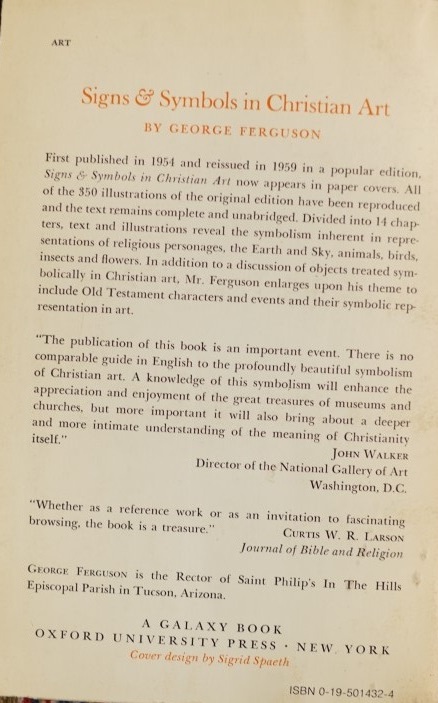 ART
Signs & Symbols in Christian Art
BY GEORGE FERGUSON
First published in 1954 and reissued in 1959 in a popular edition,
Signs & Symbols in Christian Art now appears in paper covers. All
of the 350 illustrations of the original edition have been reproduced
and the text remains complete and unabridged. Divided into 14 chap-
ters, text and illustrations reveal the symbolism inherent in repre-
sentations of religious personages, the Earth and Sky, animals, birds,
insects and flowers. In addition to a discussion of objects treated sym-
bolically in Christian art, Mr. Ferguson enlarges upon his theme to
include Old Testament characters and events and their symbolic rep-
resentation in art.
"The publication of this book is an important event. There is no
comparable guide in English to the profoundly beautiful symbolism
of Christian art. A knowledge of this symbolism will enhance the
appreciation and enjoyment of the great treasures of museums and
churches, but more important it will also bring about a deeper
and more intimate understanding of the meaning of Christianity
itself."
JOHN WALKER
Director of the National Gallery of Art
Washington, D.C.
"Whether as a reference work or as an invitation to fascinating
browsing, the book is a treasure." CURTIS W. R. LARSON
Journal of Bible and Religion
GEORGE FERGUSON is the Rector of Saint Philip's In The Hills
Episcopal Parish in Tucson, Arizona.
A GALAXY BOOK
OXFORD UNIVERSITY PRESS · NEW YORK
Cover design by Sigrid Spaeth
ISBN 0-19-501432-4